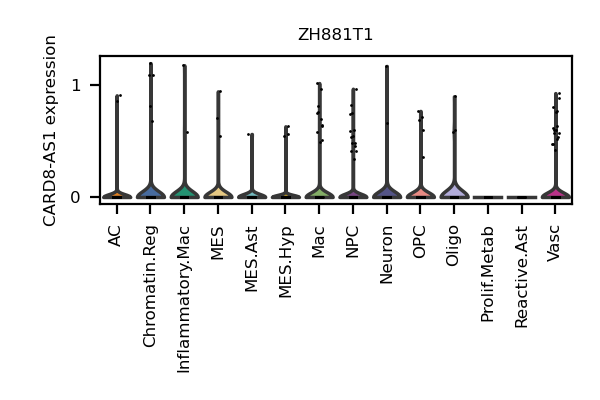 ZH881T1
CARD8-AS1 expression
1
0
AC
Chromatin.Reg
Inflammatory.Mac
MES
MES.Ast
MES.Hyp
Mac
NPC
Neuron
OPC
Oligo
Prolif.Metab
Reactive.Ast
Vasc